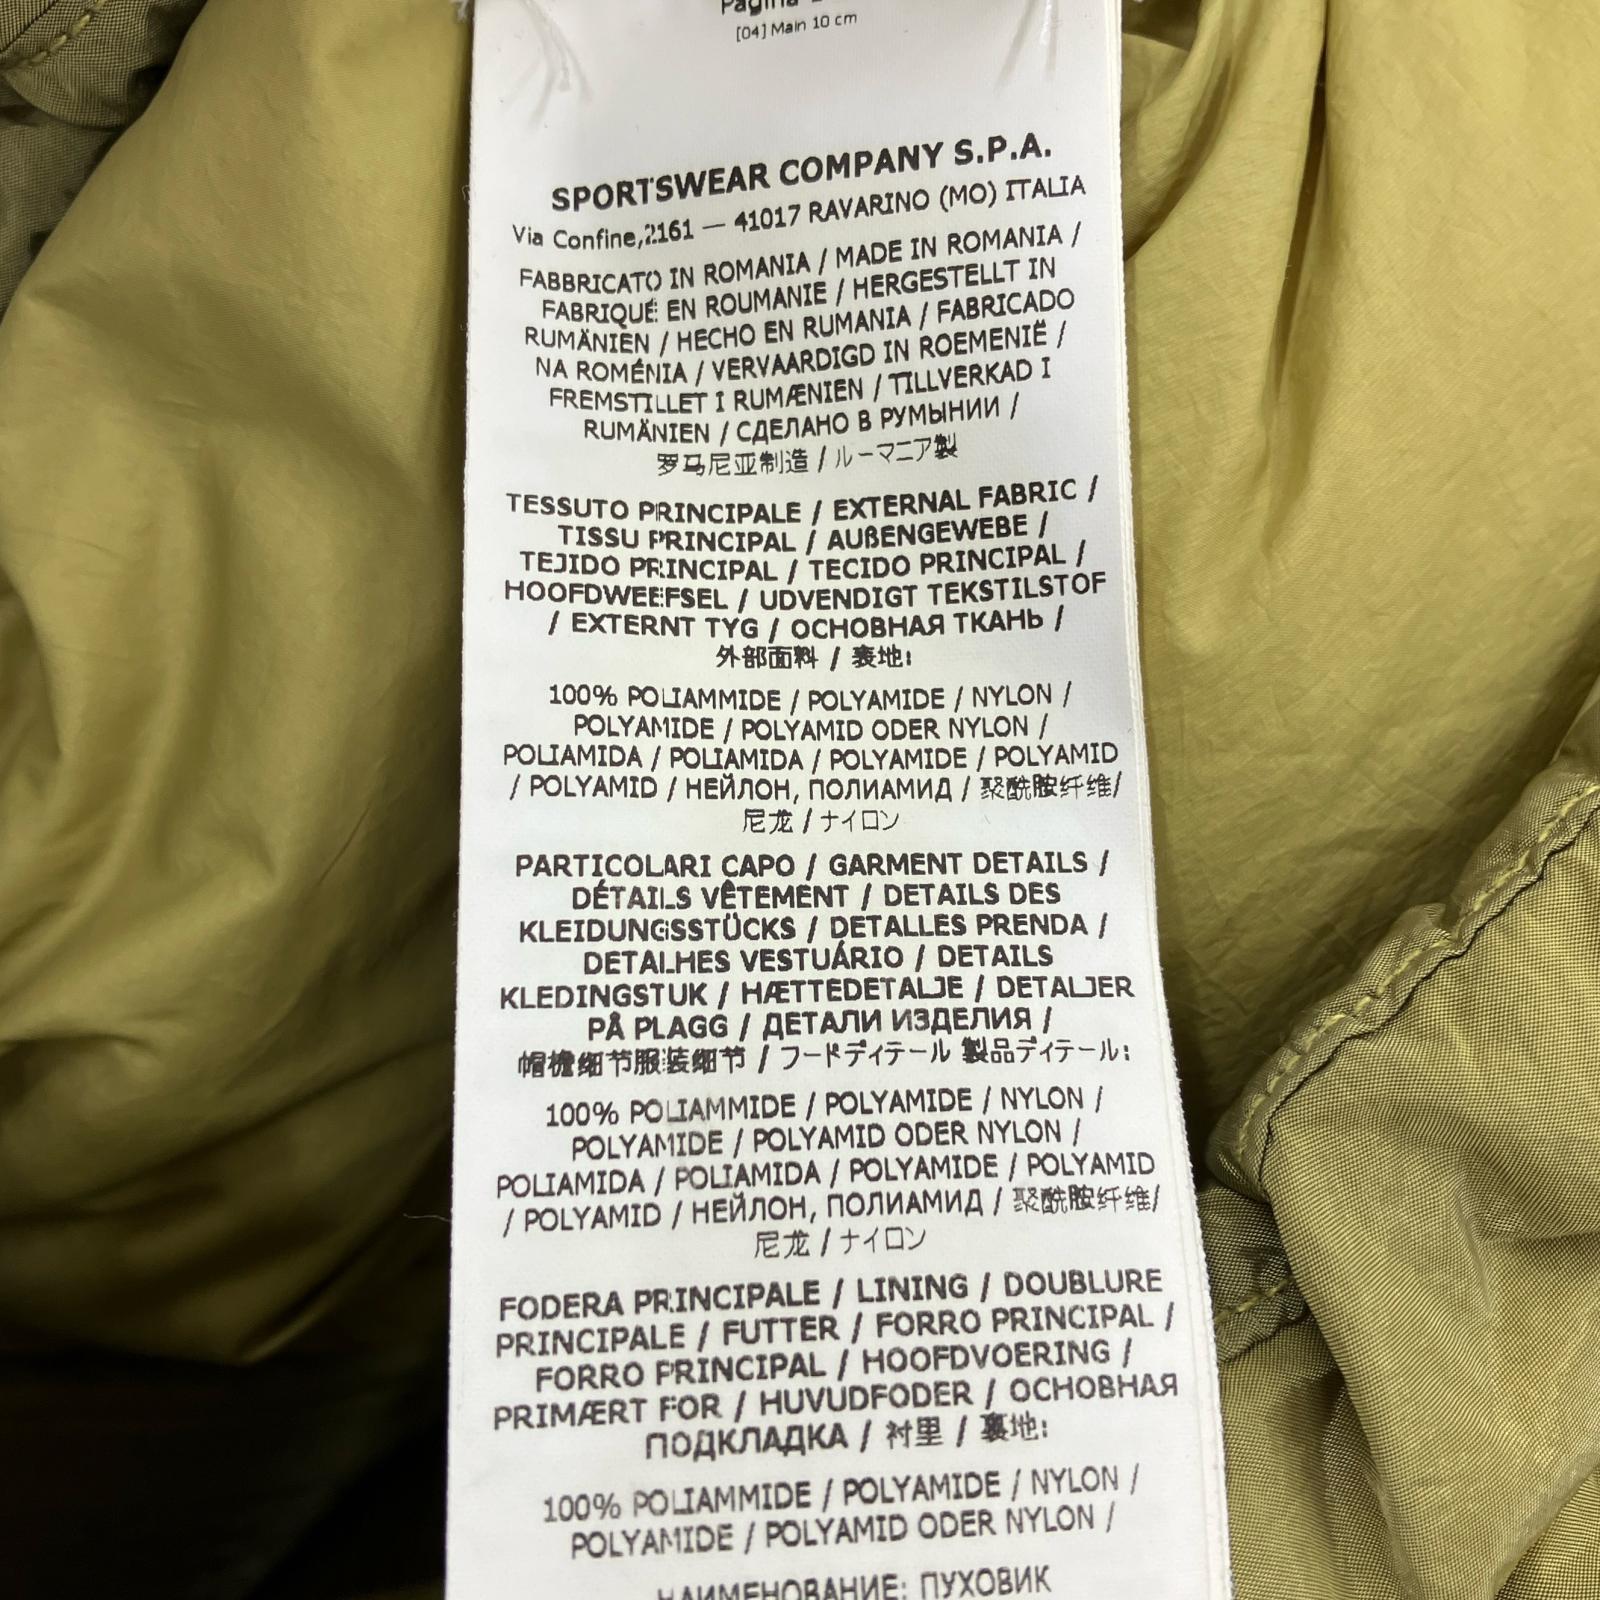 [04] Main 10 cm
SPORTSWEAR COMPANY S.P.A.
Via Confine,2161 — 41017 RAVARINO (MO) ITALIA
FABBRICATO IN ROMANIA / MADE IN ROMANIA /
FABRIQUÉ EN ROUMANIE / HERGESTELLT IN
RUMÄNIEN / HECHO EN RUMANIA / FABRICADO
NA ROMÉNIA / VERVAARDIGD IN ROEMENIË /
FREMSTILLET I RUMÆNIEN / TILLVERKAD I
RUMÄNIEN / СДЕЛАНО В РУМЫНИИ /
罗马尼亚制造 / ルーマニア製
TESSUTO PRINCIPALE / EXTERNAL FABRIC /
TISSU PRINCIPAL / AUßENGEWEBE /
TEJIDO PRINCIPAL / TECIDO PRINCIPAL /
HOOFDWEEFSEL / UDVENDIGT TEKSTILSTOF
/ EXTERNT TYG / ОСНОВНАЯ ТКАНЬ /
外部面料 / 表地:
100% POLIAMMIDE / POLYAMIDE / NYLON /
POLYAMIDE / POLYAMID ODER NYLON /
POLIAMIDA / POLIAMIDA / POLYAMIDE / POLYAMID
/ POLYAMID / НЕЙЛОН, ПОЛИАМИД / 聚酰胺纤维/
尼龙 / ナイロン
PARTICOLARI CAPO / GARMENT DETAILS /
DÉTAILS VÊTEMENT / DETAILS DES
KLEIDUNGSSTÜCKS / DETALLES PRENDA /
DETALHES VESTUÁRIO / DETAILS
KLEDINGSTUK / HÆTTEDETALJE / DETALJER
PÅ PLAGG / ДЕТАЛИ ИЗДЕЛИЯ /
帽檐细节服装细节 / フードディテール 製品ディテール:
100% POLIAMMIDE / POLYAMIDE / NYLON /
POLYAMIDE / POLYAMID ODER NYLON /
POLIAMIDA / POLIAMIDA / POLYAMIDE / POLYAMID
/ POLYAMID / НЕЙЛОН, ПОЛИАМИД / 聚酰胺纤维/
尼龙 / ナイロン
FODERA PRINCIPALE / LINING / DOUBLURE
PRINCIPALE / FUTTER / FORRO PRINCIPAL /
FORRO PRINCIPAL / HOOFDVOERING /
PRIMÆRT FOR / HUVUDFODER / ОСНОВНАЯ
ПОДКЛАДКА / 衬里 / 裏地:
100% POLIAMMIDE / POLYAMIDE / NYLON /
POLYAMIDE / POLYAMID ODER NYLON /
НАИМЕНОВАНИЕ: ПУХОВИК